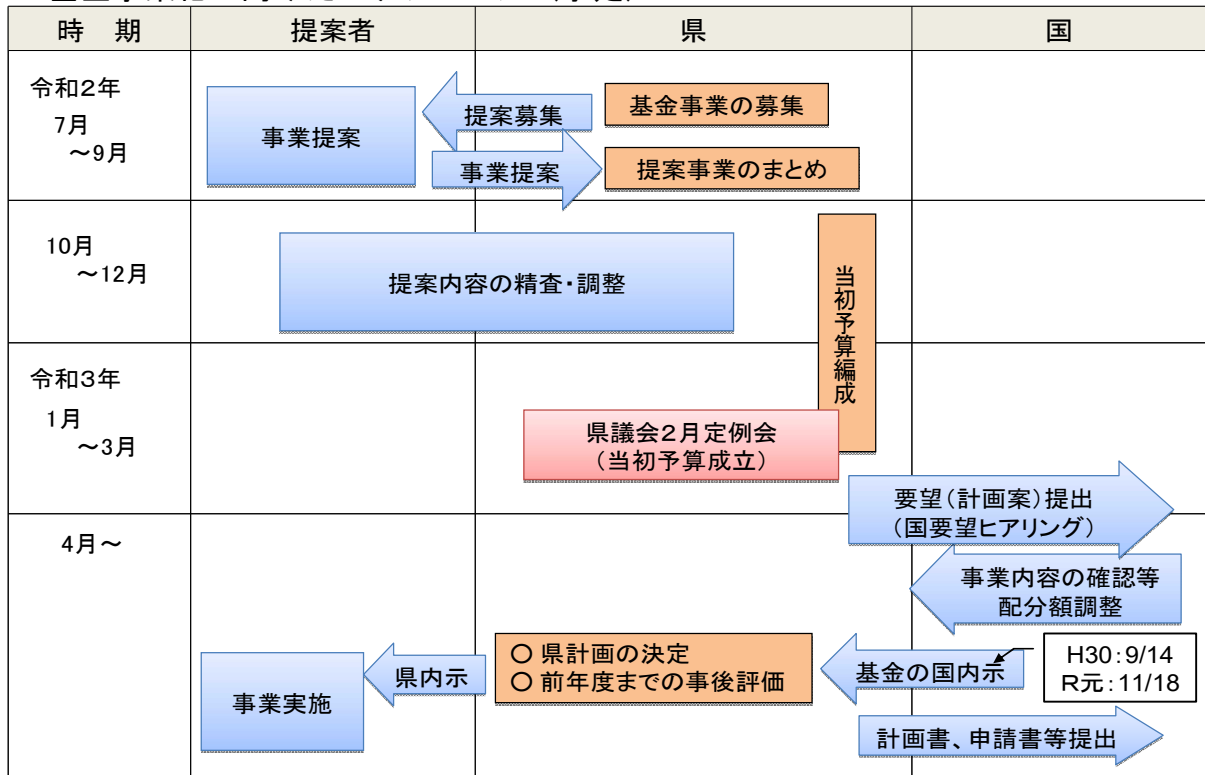 時　期
提案者
県
国
令和2年
7月
～9月
事業提案
提案募集
基金事業の募集
事業提案
提案事業のまとめ
10月
～12月
提案内容の精査・調整
当初予算編成
令和3年
1月
～3月
県議会2月定例会
（当初予算成立）
要望（計画案）提出
（国要望ヒアリング）
4月～
事業内容の確認等
配分額調整
事業実施
県内示
○ 県計画の決定
○ 前年度までの事後評価
基金の国内示
H30：9/14
R元：11/18
計画書、申請書等提出